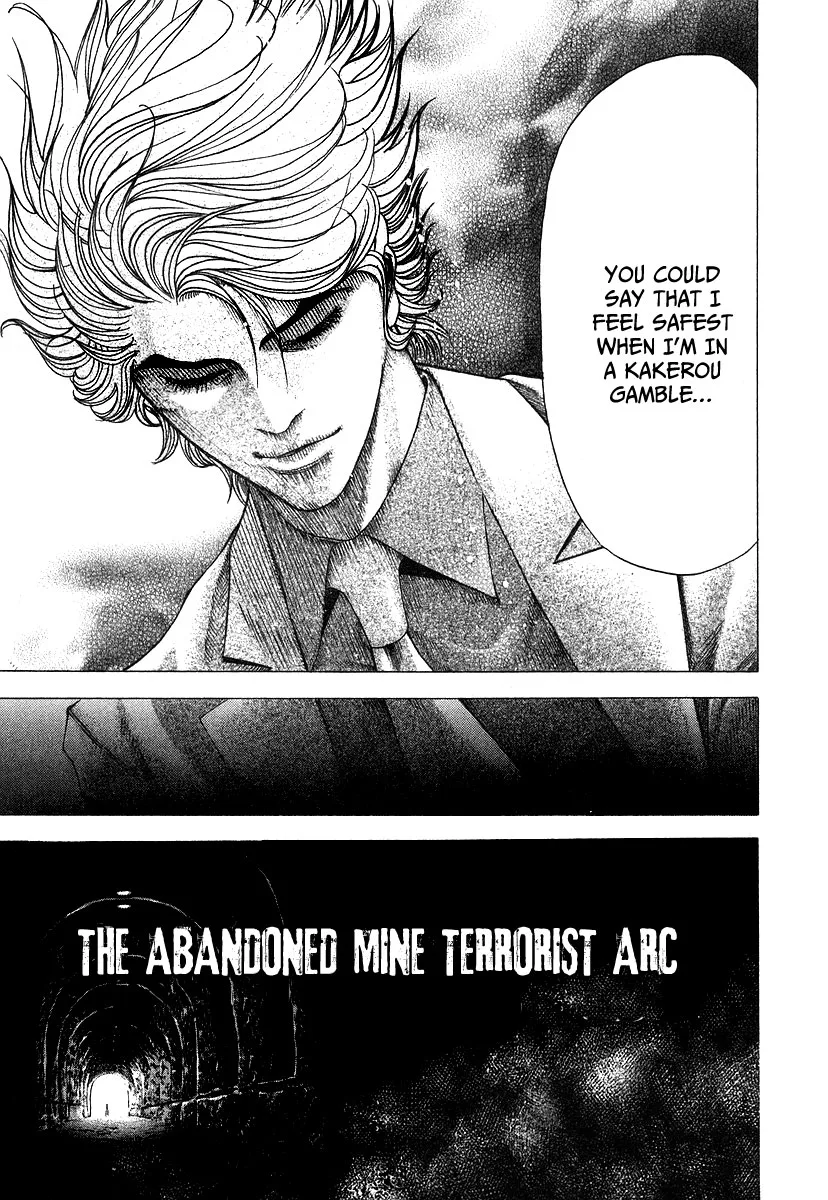 YOU COULD
SAY THAT I
FEEL SAFEST
WHEN I'M IN
A KAKEROU
GAMBLE...
THE ABANDONED MINE TERRORIST ARC